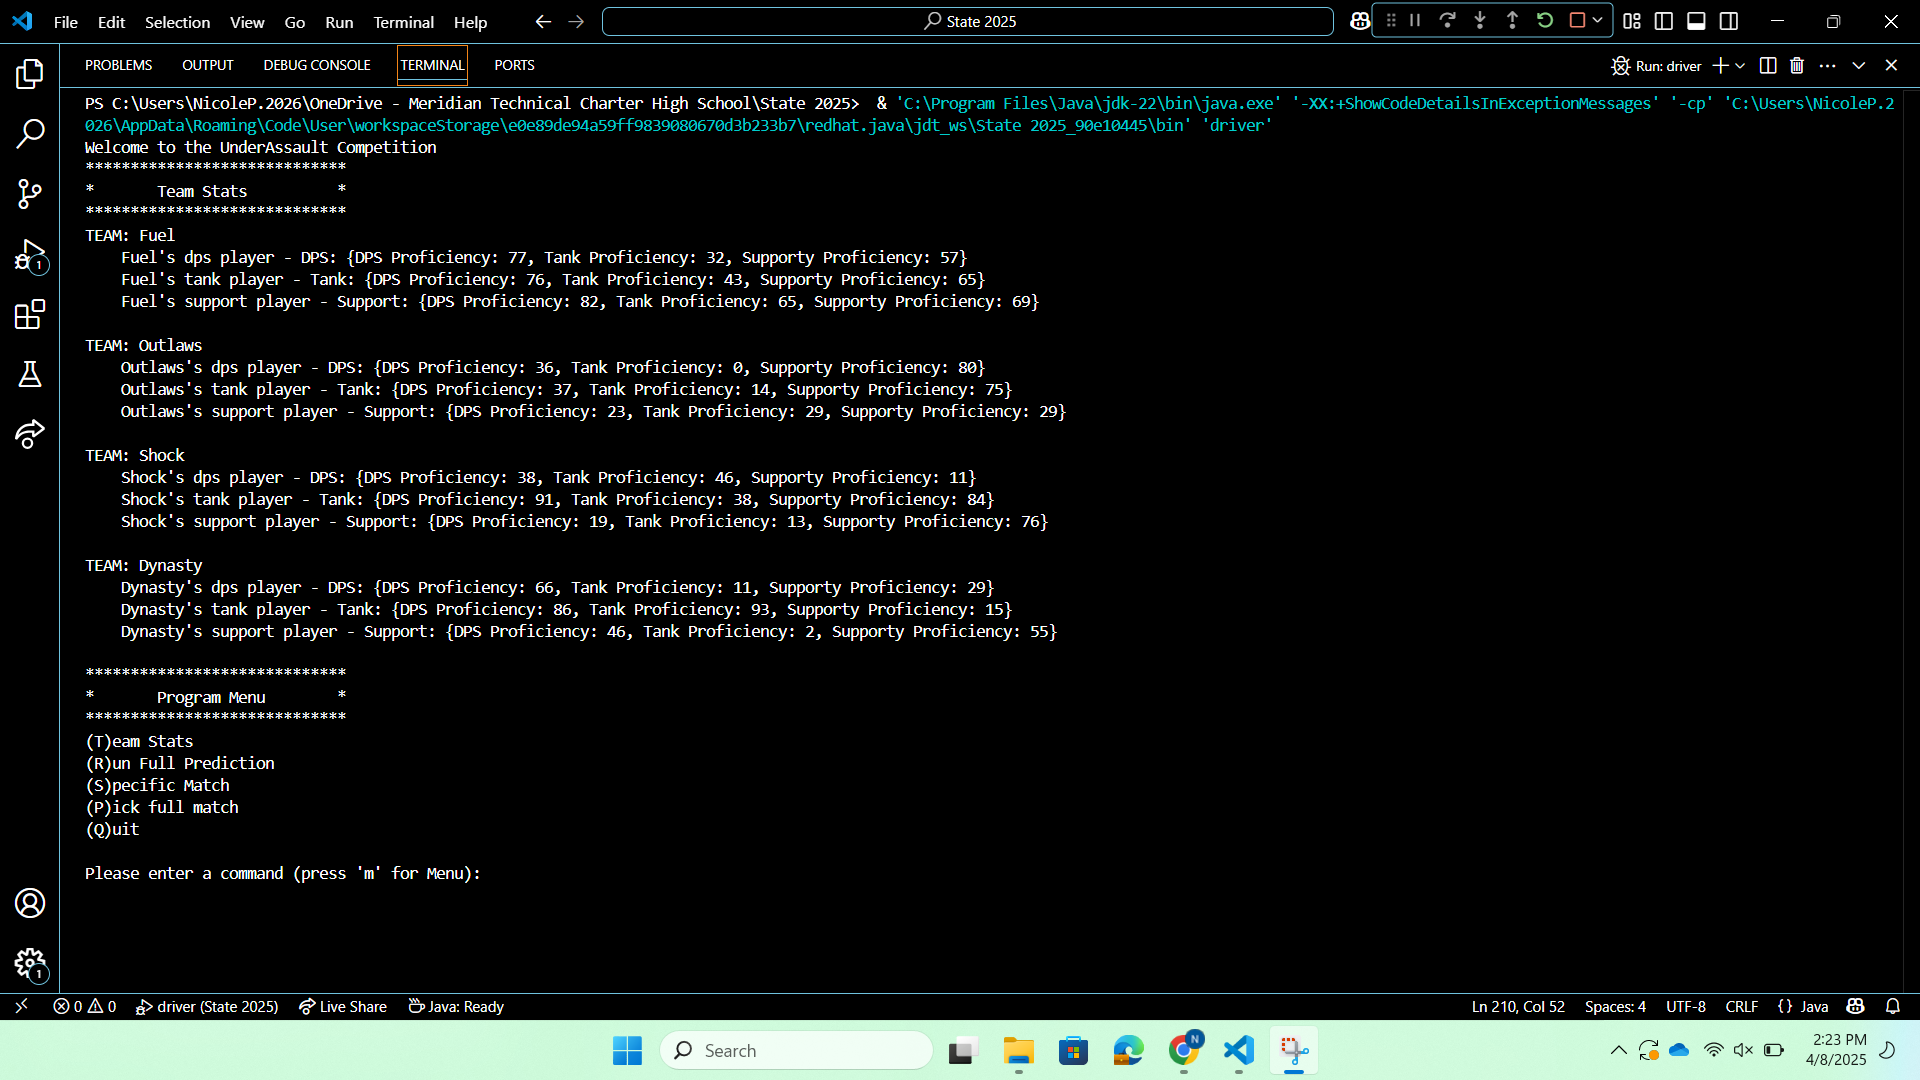 File Edit Selection View Go Run Terminal Help
State 2025
PROBLEMS OUTPUT DEBUG CONSOLE TERMINAL PORTS
Run: driver
PS C:\Users\NicoleP.2026\OneDrive - Meridian Technical Charter High School\State 2025>  & 'C:\Program Files\Java\jdk-22\bin\java.exe' '-XX:+ShowCodeDetailsInExceptionMessages' '-cp' 'C:\Users\NicoleP.2
026\AppData\Roaming\Code\User\workspaceStorage\e0e89de94a59ff9839080670d3b233b7\redhat.java\jdt_ws\State 2025_90e10445\bin' 'driver'
Welcome to the UnderAssault Competition
*****************************
*       Team Stats          *
*****************************
TEAM: Fuel
    Fuel's dps player - DPS: {DPS Proficiency: 77, Tank Proficiency: 32, Supporty Proficiency: 57}
    Fuel's tank player - Tank: {DPS Proficiency: 76, Tank Proficiency: 43, Supporty Proficiency: 65}
    Fuel's support player - Support: {DPS Proficiency: 82, Tank Proficiency: 65, Supporty Proficiency: 69}
TEAM: Outlaws
    Outlaws's dps player - DPS: {DPS Proficiency: 36, Tank Proficiency: 0, Supporty Proficiency: 80}
    Outlaws's tank player - Tank: {DPS Proficiency: 37, Tank Proficiency: 14, Supporty Proficiency: 75}
    Outlaws's support player - Support: {DPS Proficiency: 23, Tank Proficiency: 29, Supporty Proficiency: 29}
TEAM: Shock
    Shock's dps player - DPS: {DPS Proficiency: 38, Tank Proficiency: 46, Supporty Proficiency: 11}
    Shock's tank player - Tank: {DPS Proficiency: 91, Tank Proficiency: 38, Supporty Proficiency: 84}
    Shock's support player - Support: {DPS Proficiency: 19, Tank Proficiency: 13, Supporty Proficiency: 76}
TEAM: Dynasty
    Dynasty's dps player - DPS: {DPS Proficiency: 66, Tank Proficiency: 11, Supporty Proficiency: 29}
    Dynasty's tank player - Tank: {DPS Proficiency: 86, Tank Proficiency: 93, Supporty Proficiency: 15}
    Dynasty's support player - Support: {DPS Proficiency: 46, Tank Proficiency: 2, Supporty Proficiency: 55}
*****************************
*       Program Menu        *
*****************************
(T)eam Stats
(R)un Full Prediction
(S)pecific Match
(P)ick full match
(Q)uit
Please enter a command (press 'm' for Menu):
1
1
0 0 driver (State 2025) Live Share Java: Ready Ln 210, Col 52 Spaces: 4 UTF-8 CRLF {} Java
Search
N
2:23 PM
4/8/2025